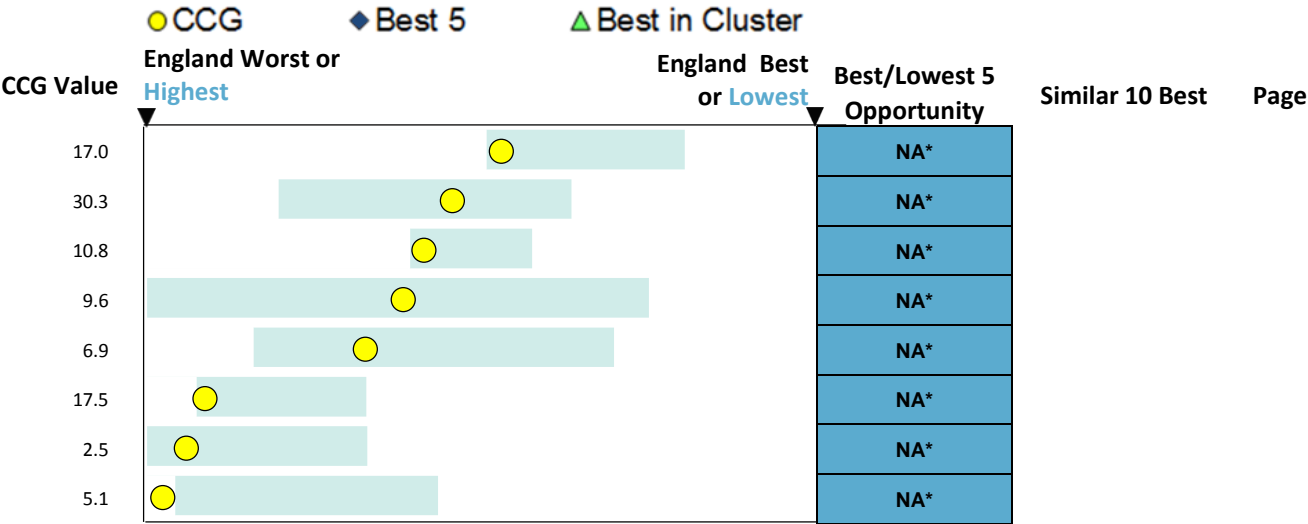 CCG Best 5 Best in Cluster
CCG Value
England Worst or
Highest
England Best
or Lowest
Best/Lowest 5
Opportunity
Similar 10 Best
Page
17.0 NA*
30.3 NA*
10.8 NA*
9.6 NA*
6.9 NA*
17.5 NA*
2.5 NA*
5.1 NA*